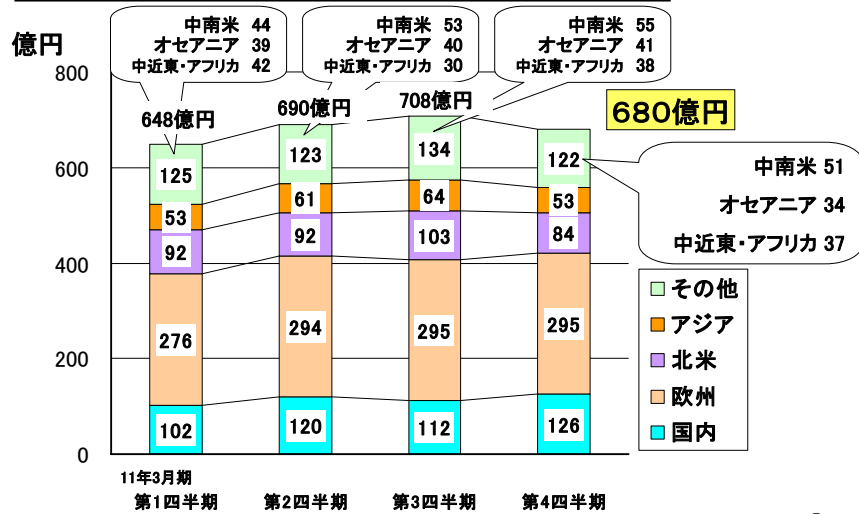 中南米 44
オセアニア 39
中近東・アフリカ 42
中南米 53
オセアニア 40
中近東・アフリカ 30
中南米 55
オセアニア 41
中近東・アフリカ 38
億円
800
600
400
200
0
648億円
690億円
708億円
680億円
125
53
92
276
102
123
61
92
294
120
134
64
103
295
112
122
53
84
295
126
中南米 51
オセアニア 34
中近東・アフリカ 37
その他
アジア
北米
欧州
国内
11年3月期
第1四半期
第2四半期
第3四半期
第4四半期